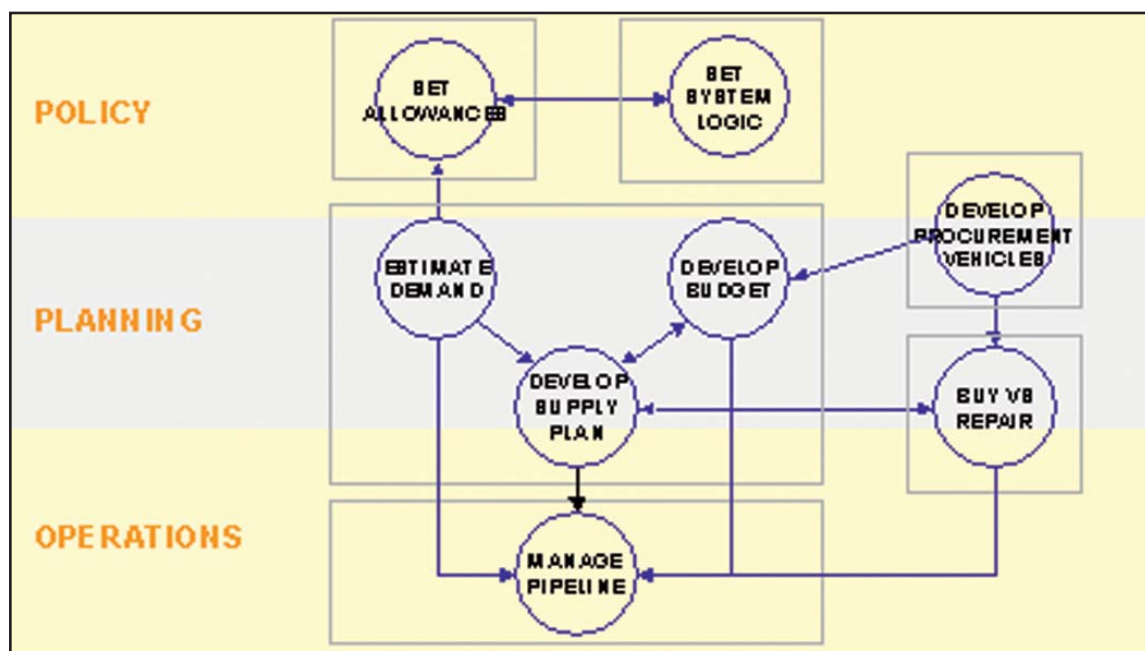 POLICY
SET
ALLOWANCES
SET
SYSTEM
LOGIC
DEVELOP
PROCUREMENT
VEHICLES
PLANNING
ESTIMATE
DEMAND
DEVELOP
BUDGET
DEVELOP
SUPPLY
PLAN
BUY VS
REPAIR
OPERATIONS
MANAGE
PIPELINE